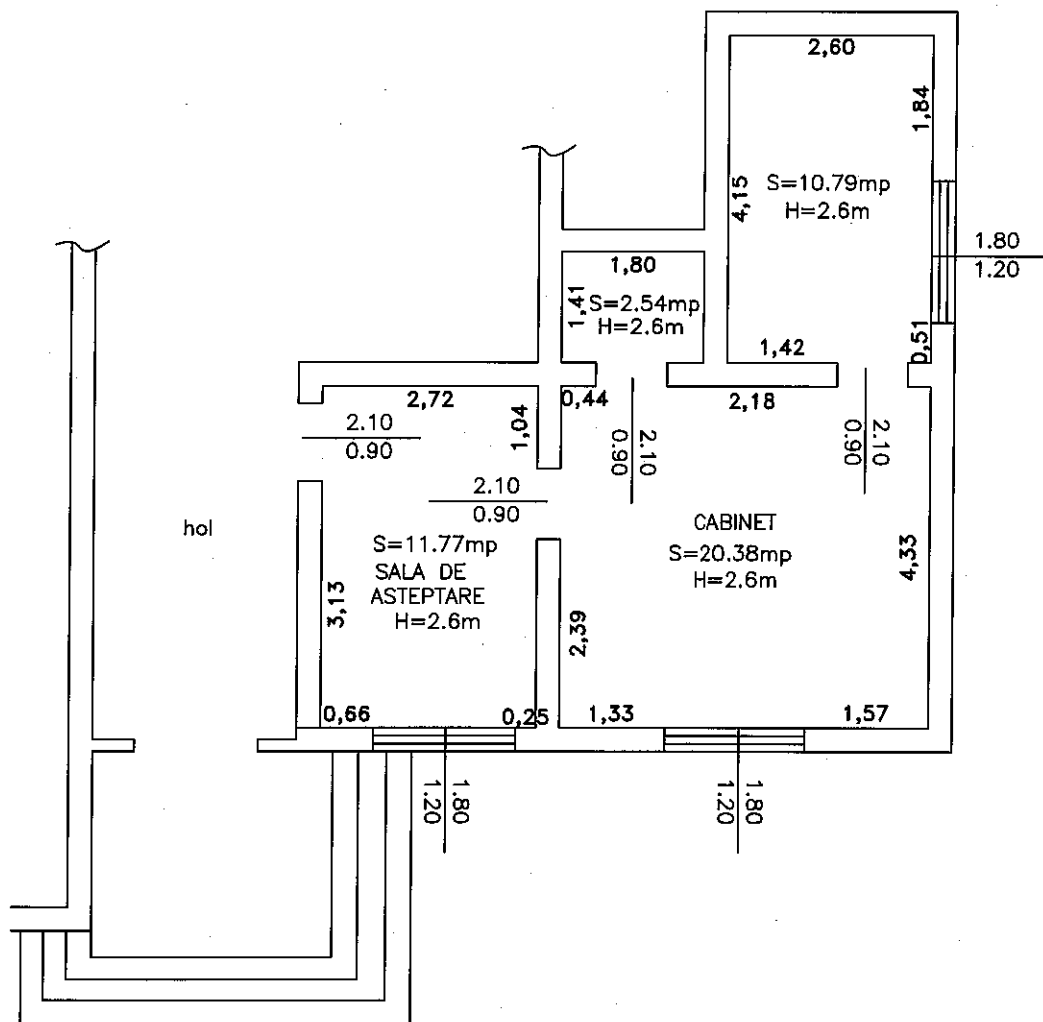 2,60
1,84
4,15
S=10.79mp
H=2.6m
1.80
1.20
1,80
1,41
S=2.54mp
H=2.6m
1,42
0,51
2,72
1,04
0,44
2,18
2.10
0.90
2.10
0.90
2.10
0.90
2.10
0.90
hol
S=11.77mp
SALA DE
ASTEPTARE
H=2.6m
3,13
CABINET
S=20.38mp
H=2.6m
4,33
2,39
0,66
0,25
1,33
1,57
1.80
1.20
1.80
1.20